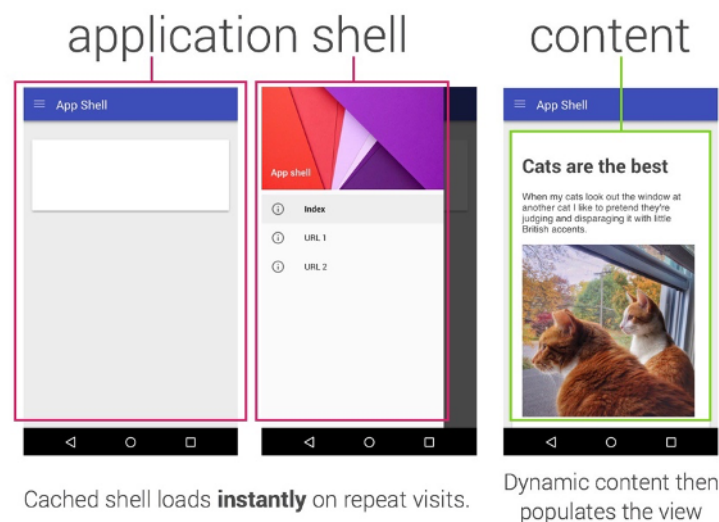 application shell
content
App Shell
App shell
Index
URL 1
URL 2
App Shell
Cats are the best
When my cats look out the window at
another cat I like to pretend they're
judging and disparaging it with little
British accents.
Cached shell loads instantly on repeat visits.
Dynamic content then
populates the view